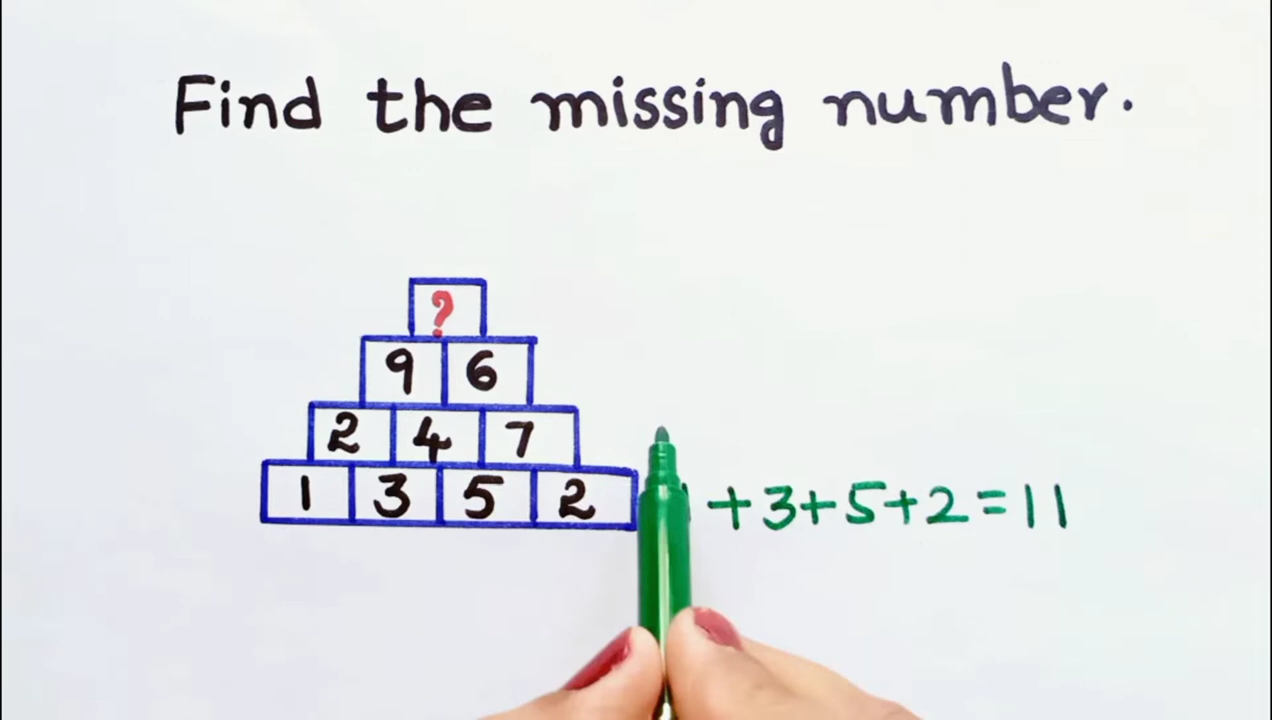 Find the missing number.
?
9 6
2 4 7
1 3 5 2
+3+5+2=11